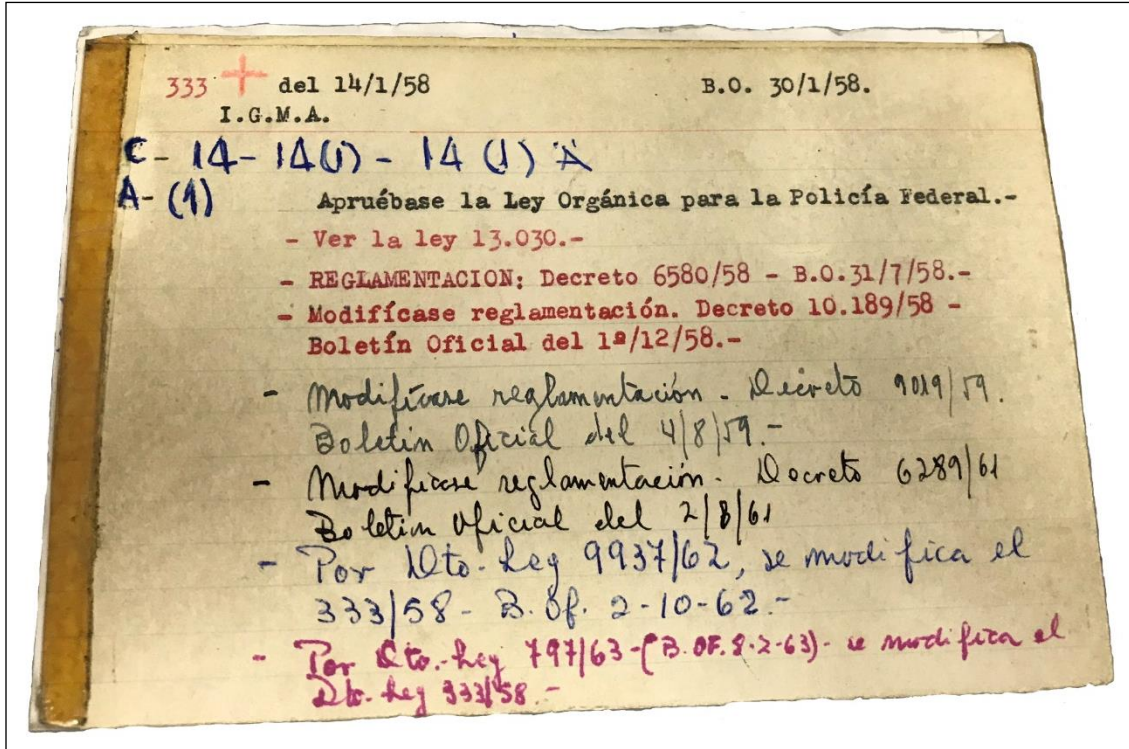 333 + del 14/1/58 B.O. 30/1/58.
I.G.M.A.
C- 14- 14(1) - 14 (1) A
A- (1)
Apruébase la Ley Orgánica para la Policía Federal.-
- Ver la ley 13.030.-
- REGLAMENTACION: Decreto 6580/58 - B.O.31/7/58.-
- Modifícase reglamentación. Decreto 10.189/58 -
Boletín Oficial del 1º/12/58.-
- Modifícase reglamentación - Decreto 9019/59.
Boletin Oficial del 4/8/59.-
- Modificase reglamentación - Decreto 6289/61
Boletin Oficial del 2/8/61
- Por Dto-Ley 9937/62, se modifica el
333/58 - B. Of. 2-10-62.-
- Por Dto.-Ley 797/63-(B.OF. 8-2-63)- se modifica el
Dto. Ley 333/58.-